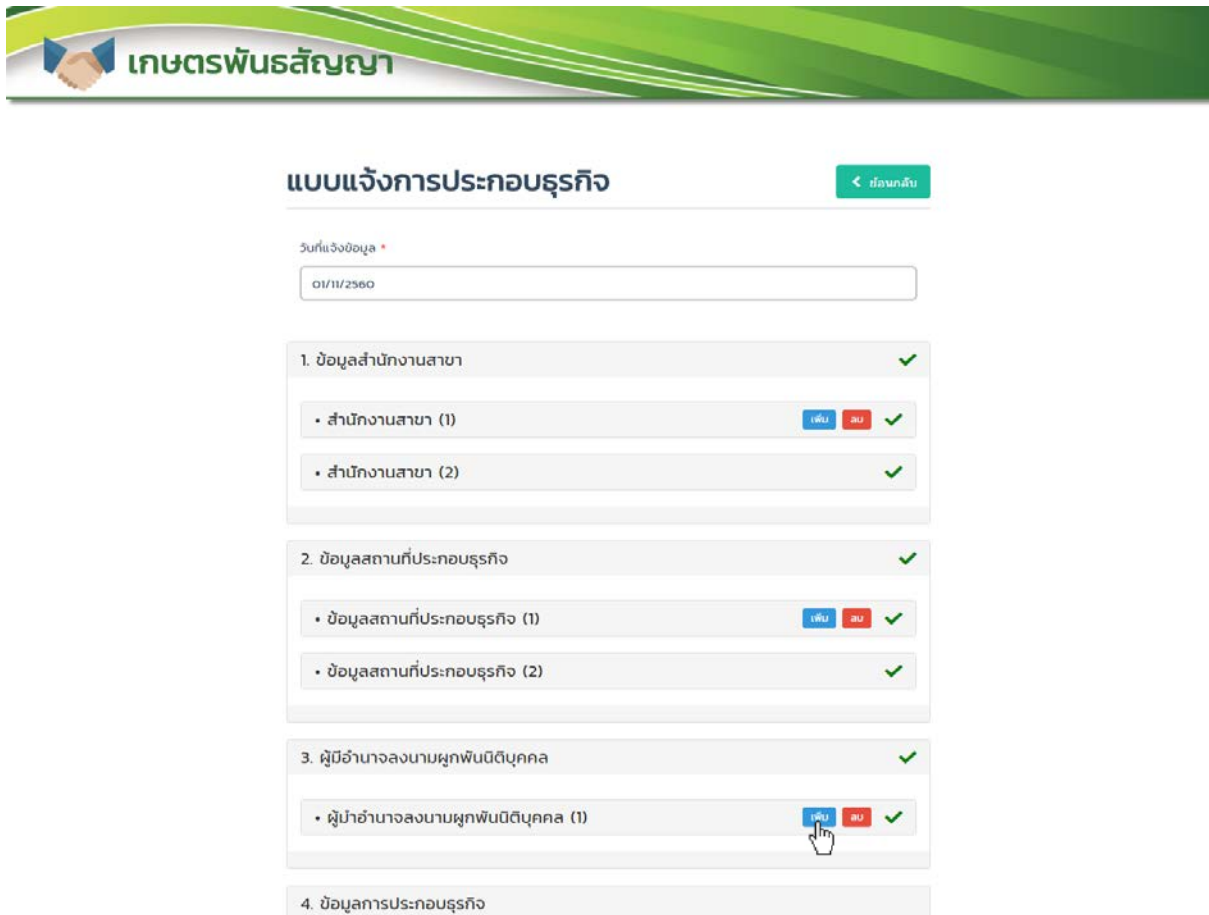 เกษตรพันธสัญญา
แบบแจ้งการประกอบธุรกิจ
ย้อนกลับ
วันที่แจ้งข้อมูล *
01/11/2560
1. ข้อมูลสำนักงานสาขา
• สำนักงานสาขา (1) เพิ่ม ลบ
• สำนักงานสาขา (2)
2. ข้อมูลสถานที่ประกอบธุรกิจ
• ข้อมูลสถานที่ประกอบธุรกิจ (1) เพิ่ม ลบ
• ข้อมูลสถานที่ประกอบธุรกิจ (2)
3. ผู้มีอำนาจลงนามผูกพันนิติบุคคล
• ผู้มำอำนาจลงนามผูกพันนิติบุคคล (1) เพิ่ม ลบ
4. ข้อมูลการประกอบธุรกิจ